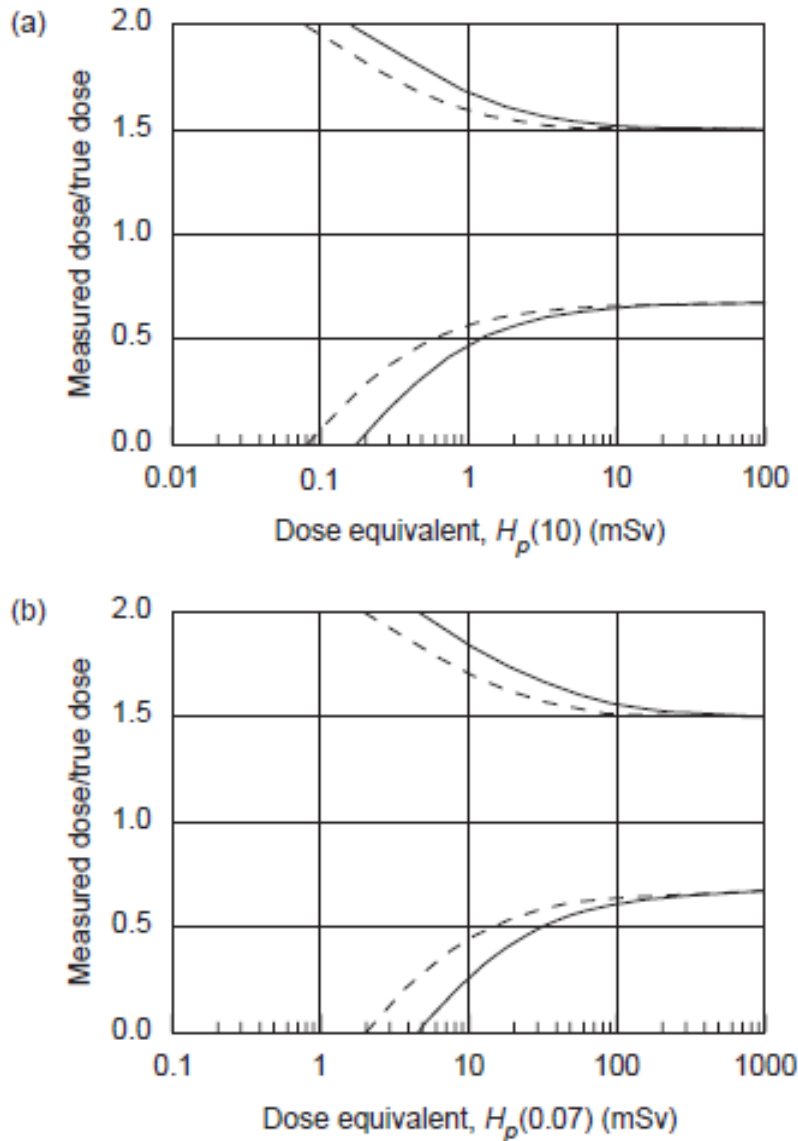 (a)
2.0
1.5
1.0
0.5
0.0
Measured dose/true dose
0.01 0.1 1 10 100
Dose equivalent, Hp(10) (mSv)
(b)
2.0
1.5
1.0
0.5
0.0
Measured dose/true dose
0.1 1 10 100 1000
Dose equivalent, Hp(0.07) (mSv)